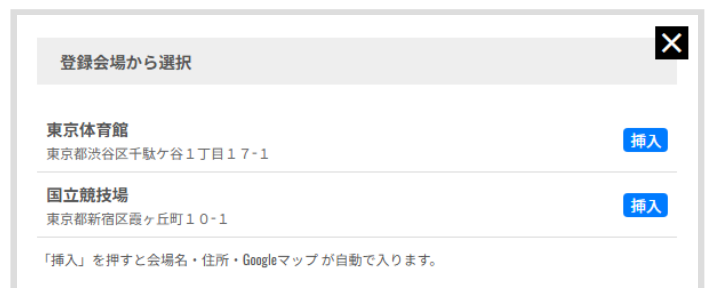 登録会場から選択
東京体育館
東京都渋谷区千駄ケ谷１丁目１７-１
挿入
国立競技場
東京都新宿区霞ヶ丘町１０-１
挿入
「挿入」を押すと会場名・住所・Googleマップ が自動で入ります。